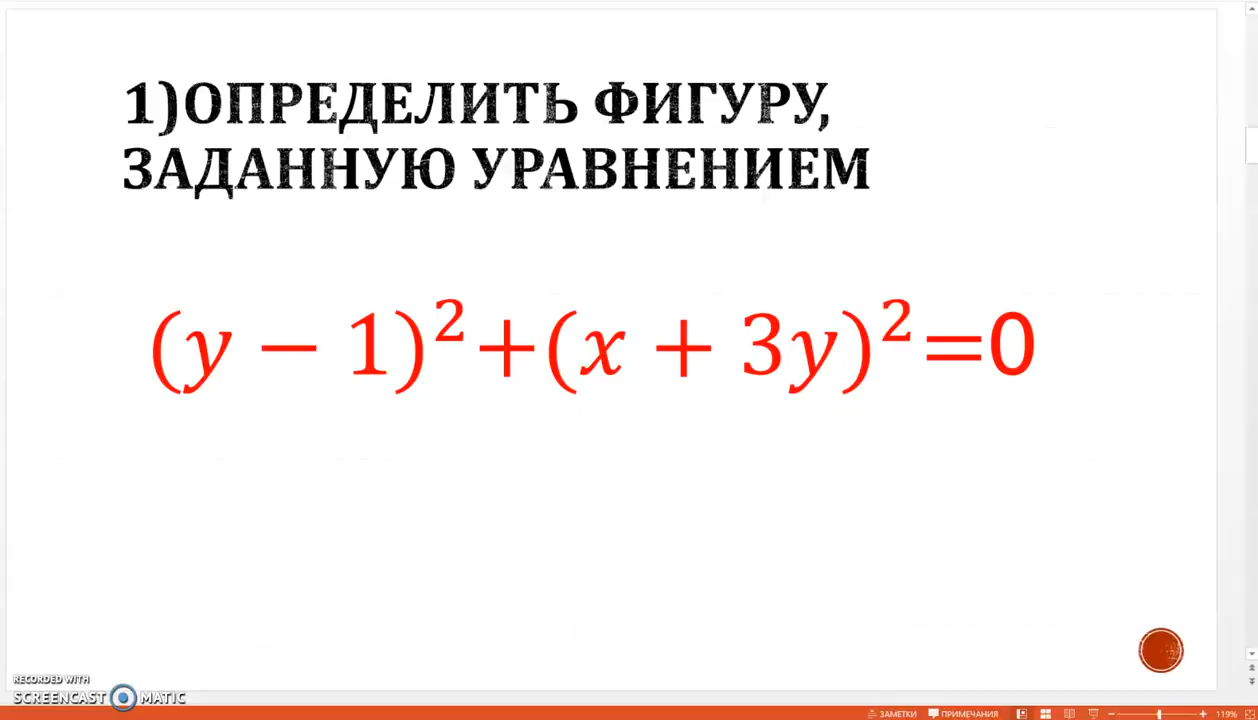 1)ОПРЕДЕЛИТЬ ФИГУРУ,
ЗАДАННУЮ УРАВНЕНИЕМ
(y − 1)²+(x + 3y)²=0
RECORDED WITH
SCREENCAST MATIC
ЗАМЕТКИ ПРИМЕЧАНИЯ 119%